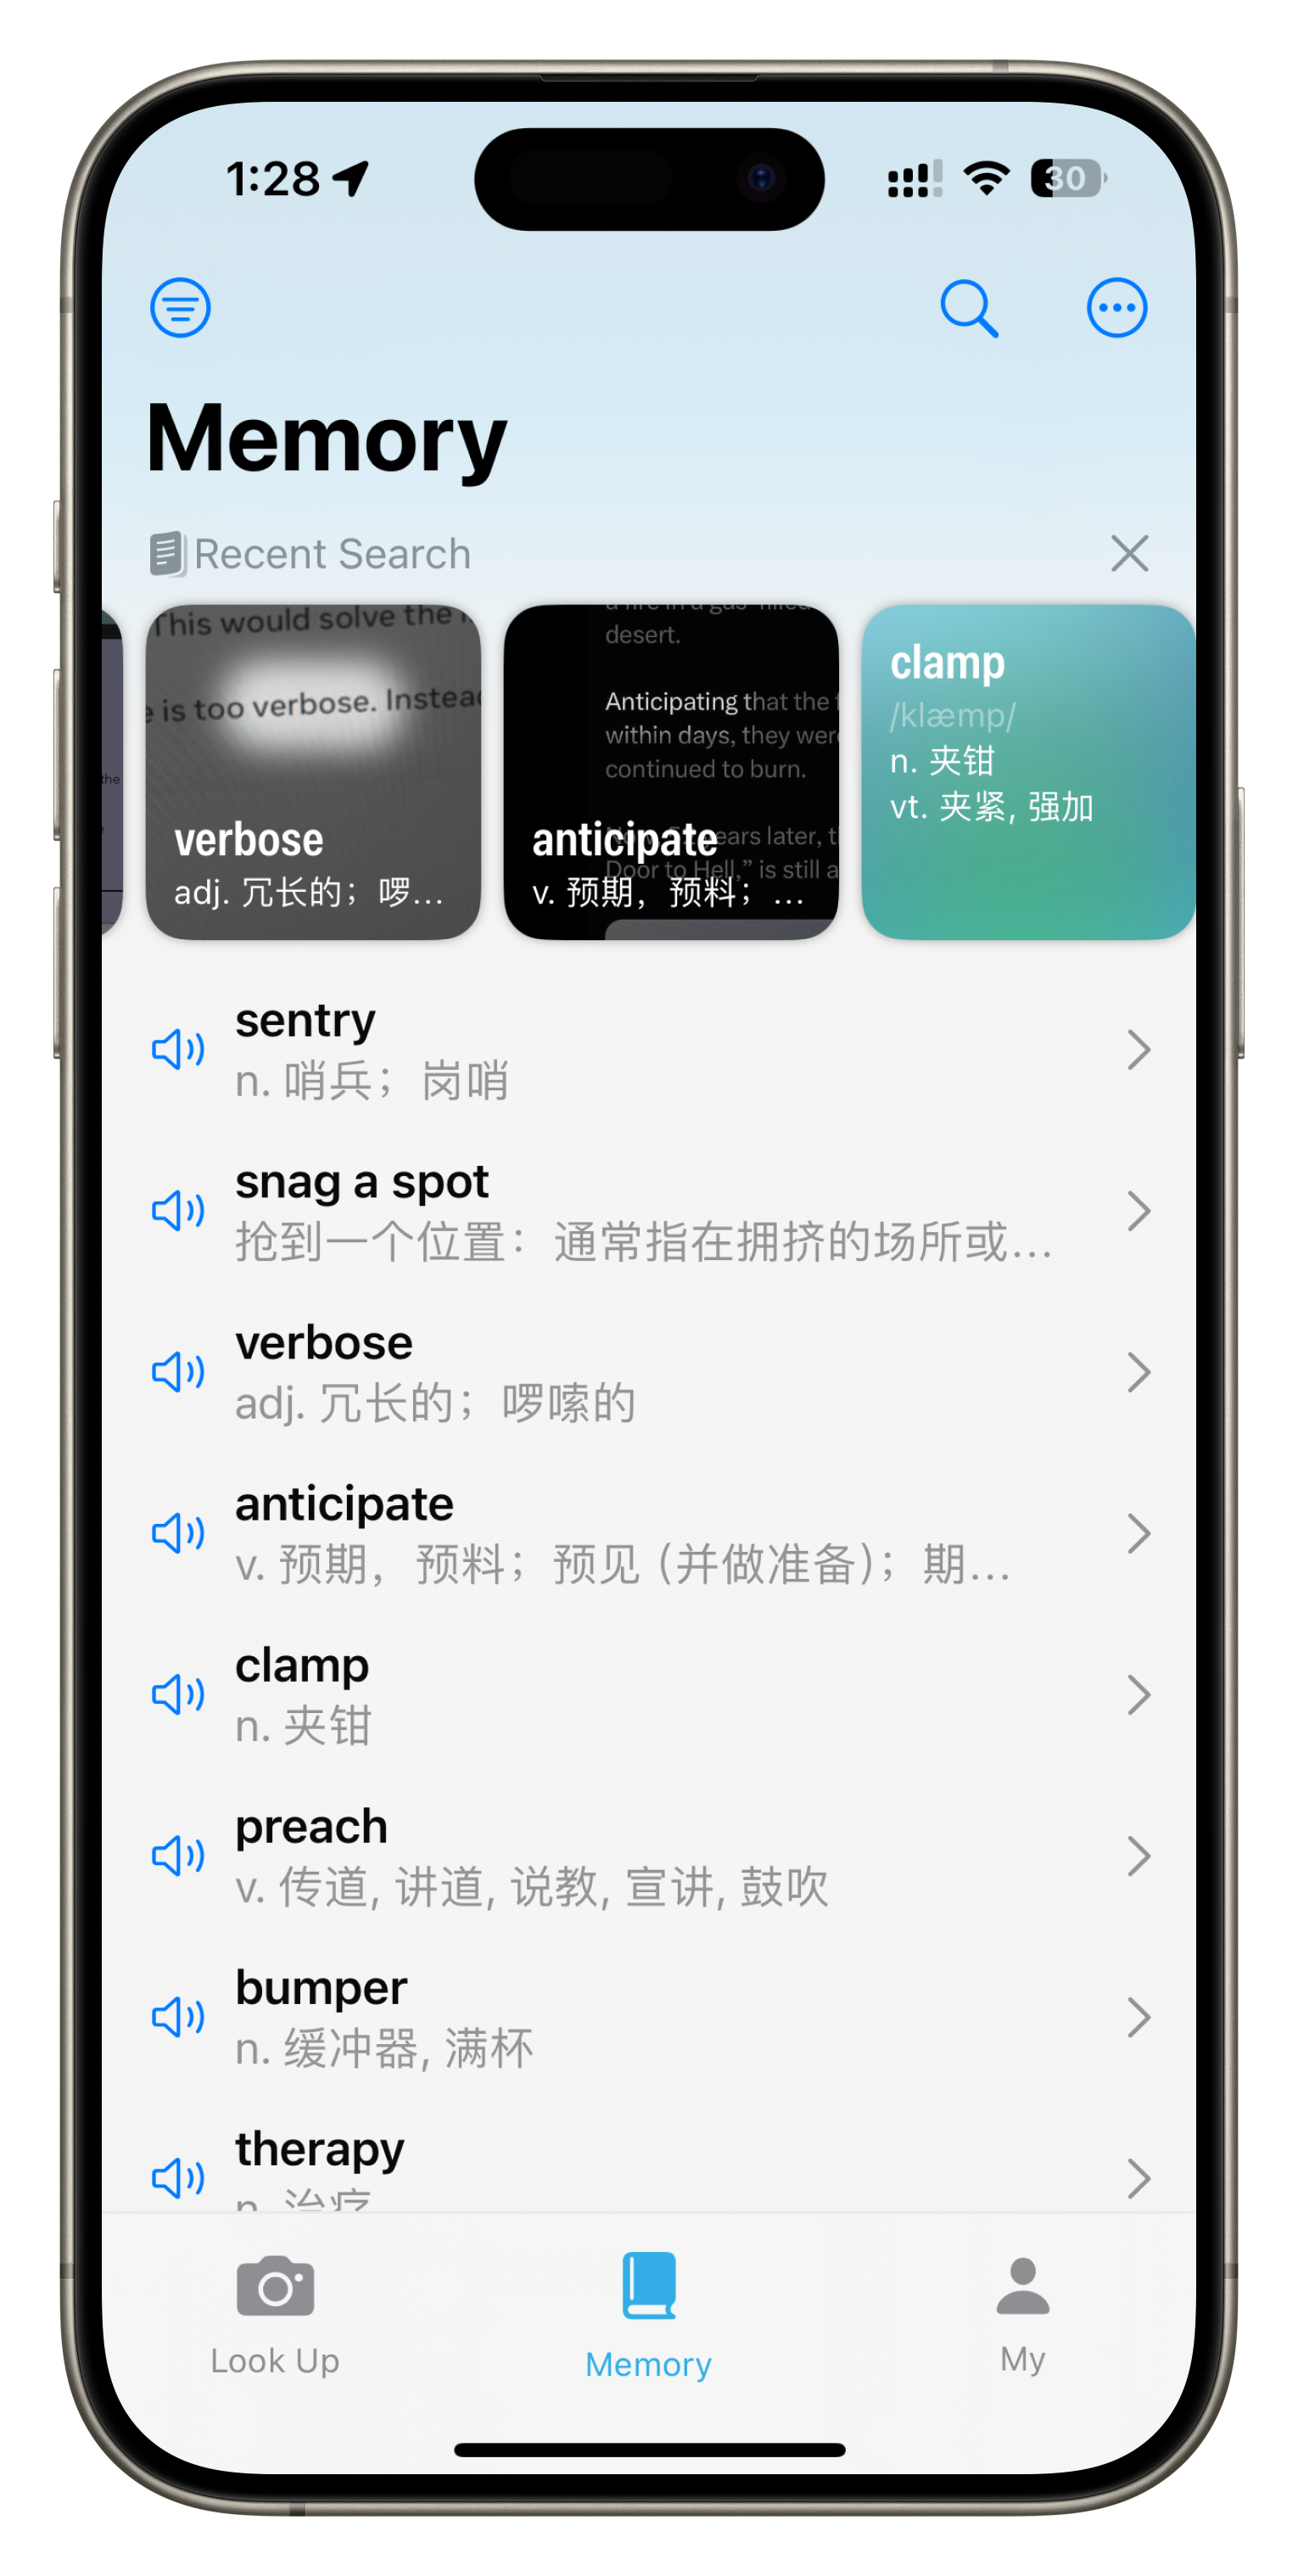 1:28
30
Memory
Recent Search
This would solve the
is too verbose. Instead
verbose
adj. 冗长的；啰...
the
desert.
Anticipating that the
within days, they were
continued to burn.
ears later,
Door to Hell,” is still a
anticipate
v. 预期，预料；...
clamp
/klæmp/
n. 夹钳
vt. 夹紧, 强加
sentry
n. 哨兵；岗哨
snag a spot
抢到一个位置：通常指在拥挤的场所或...
verbose
adj. 冗长的；啰嗦的
anticipate
v. 预期，预料；预见 (并做准备)；期...
clamp
n. 夹钳
preach
v. 传道, 讲道, 说教, 宣讲, 鼓吹
bumper
n. 缓冲器, 满杯
therapy
n. 治疗
Look Up
Memory
My